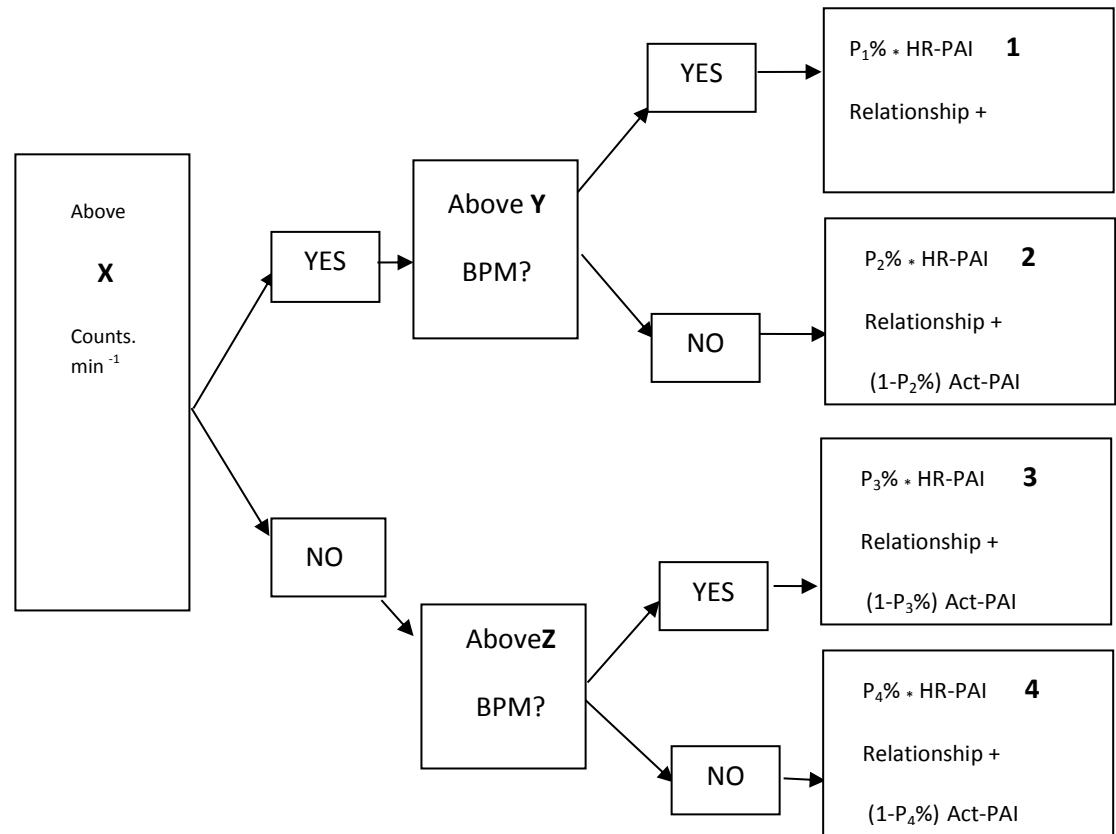 Above
X
Counts.
min -1
YES
Above Y
BPM?
YES
P1% * HR-PAI 1
Relationship +
NO
P2% * HR-PAI 2
Relationship +
(1-P2%) Act-PAI
NO
AboveZ
BPM?
YES
P3% * HR-PAI 3
Relationship +
(1-P3%) Act-PAI
NO
P4% * HR-PAI 4
Relationship +
(1-P4%) Act-PAI